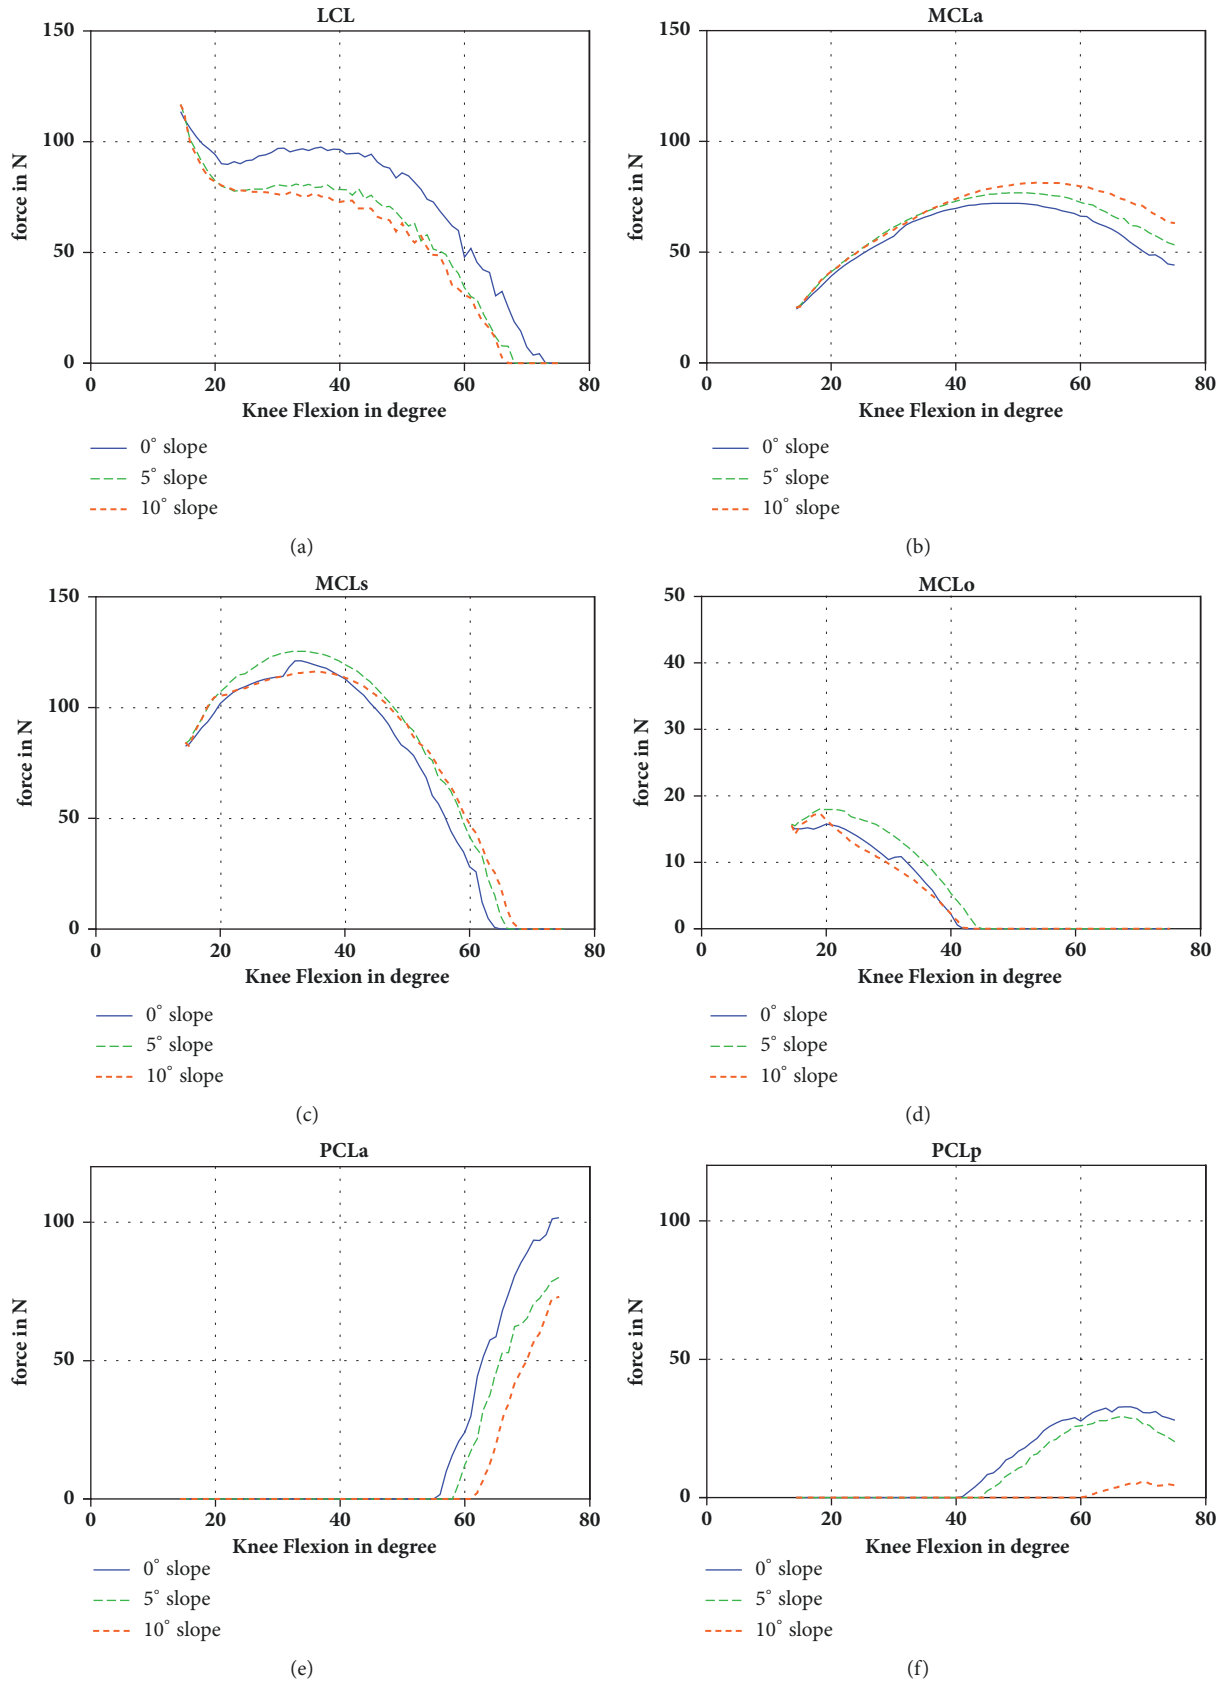 LCL
150
100
50
0
force in N
0 20 40 60 80
Knee Flexion in degree
0° slope
5° slope
10° slope
(a)
MCLa
150
100
50
0
force in N
0 20 40 60 80
Knee Flexion in degree
0° slope
5° slope
10° slope
(b)
MCLs
150
100
50
0
force in N
0 20 40 60 80
Knee Flexion in degree
0° slope
5° slope
10° slope
(c)
MCLo
50
40
30
20
10
0
force in N
0 20 40 60 80
Knee Flexion in degree
0° slope
5° slope
10° slope
(d)
PCLa
100
50
0
force in N
0 20 40 60 80
Knee Flexion in degree
0° slope
5° slope
10° slope
(e)
PCLp
100
50
0
force in N
0 20 40 60 80
Knee Flexion in degree
0° slope
5° slope
10° slope
(f)